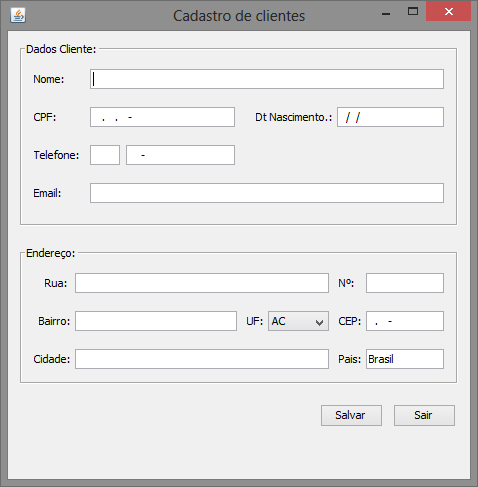 Cadastro de clientes
Dados Cliente:
Nome:
CPF: . . - Dt Nascimento.: / /
Telefone: -
Email:
Endereço:
Rua: Nº:
Bairro: UF: AC CEP: . -
Cidade: Pais: Brasil
Salvar Sair